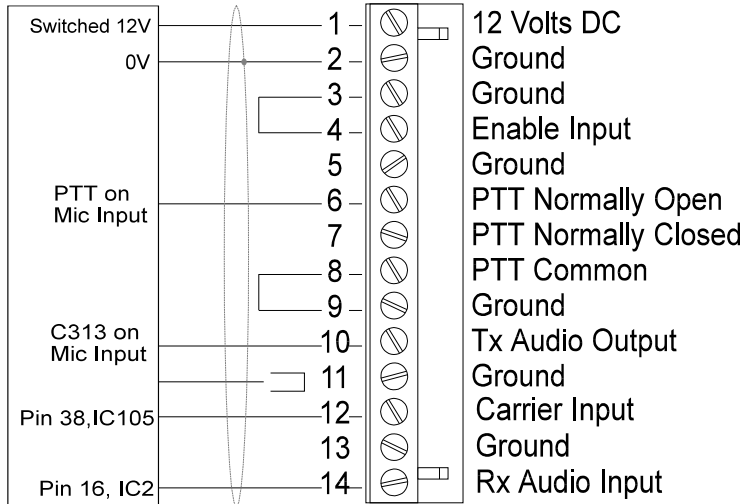 Switched 12V 1 12 Volts DC
0V 2 Ground
3 Ground
4 Enable Input
5 Ground
PTT on
Mic Input
6 PTT Normally Open
7 PTT Normally Closed
8 PTT Common
9 Ground
C313 on
Mic Input
10 Tx Audio Output
11 Ground
Pin 38,IC105 12 Carrier Input
13 Ground
Pin 16, IC2 14 Rx Audio Input